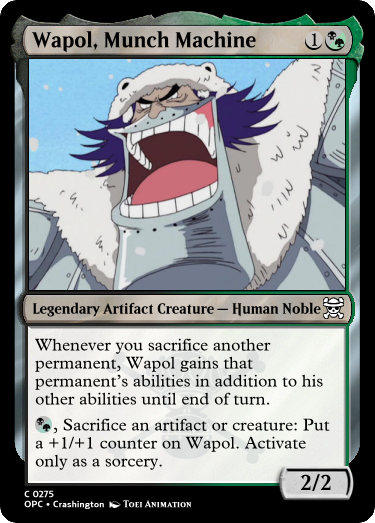 Wapol, Munch Machine 1
Legendary Artifact Creature — Human Noble
Whenever you sacrifice another
permanent, Wapol gains that
permanent's abilities in addition to his
other abilities until end of turn.
, Sacrifice an artifact or creature: Put
a +1/+1 counter on Wapol. Activate
only as a sorcery.
2/2
C 0275
OPC • Crashington TOEI ANIMATION